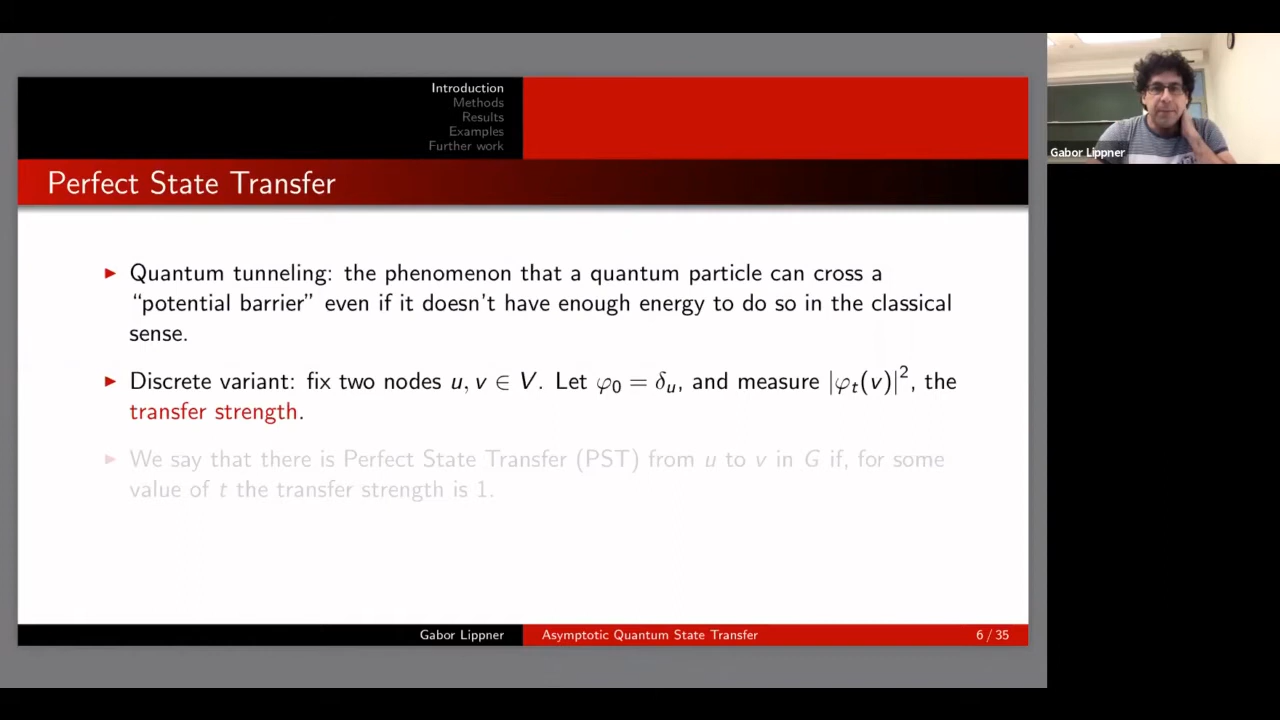 Introduction
Methods
Results
Examples
Further work
Perfect State Transfer
Quantum tunneling: the phenomenon that a quantum particle can cross a
“potential barrier” even if it doesn't have enough energy to do so in the classical
sense.
Discrete variant: fix two nodes u, v ∈ V. Let φ₀ = δᵤ, and measure |φₜ(v)|², the
transfer strength.
We say that there is Perfect State Transfer (PST) from u to v in G if, for some
value of t the transfer strength is 1.
Gabor Lippner
Asymptotic Quantum State Transfer
6 / 35
Gabor Lippner